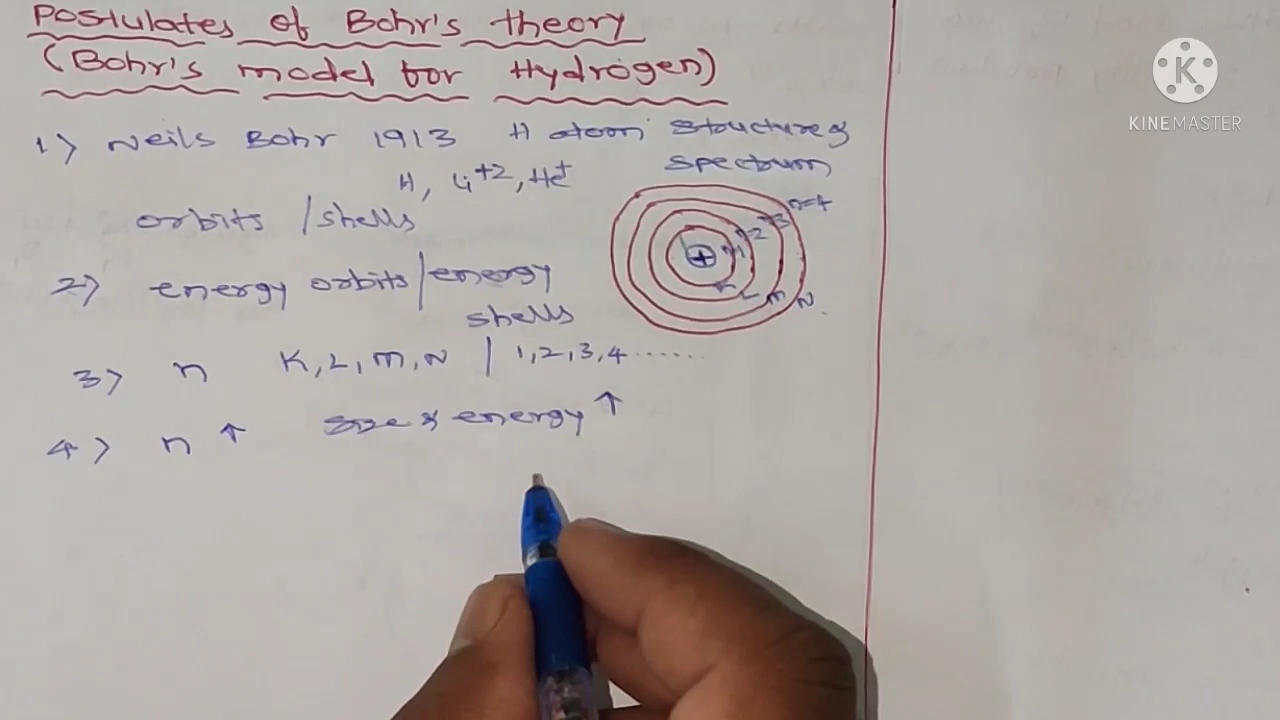 Postulates of Bohr's theory
(Bohr's model for Hydrogen)
1> Neils Bohr 1913 H atom structure &
spectrum
H, Li+2, He+
orbits / shells
2> energy orbits / energy
shells
3> n K, L, M, N | 1, 2, 3, 4 ......
4> n ↑ size & energy ↑
+ n=1 n=2 n=3 n=4
K L M N
K
KINEMASTER